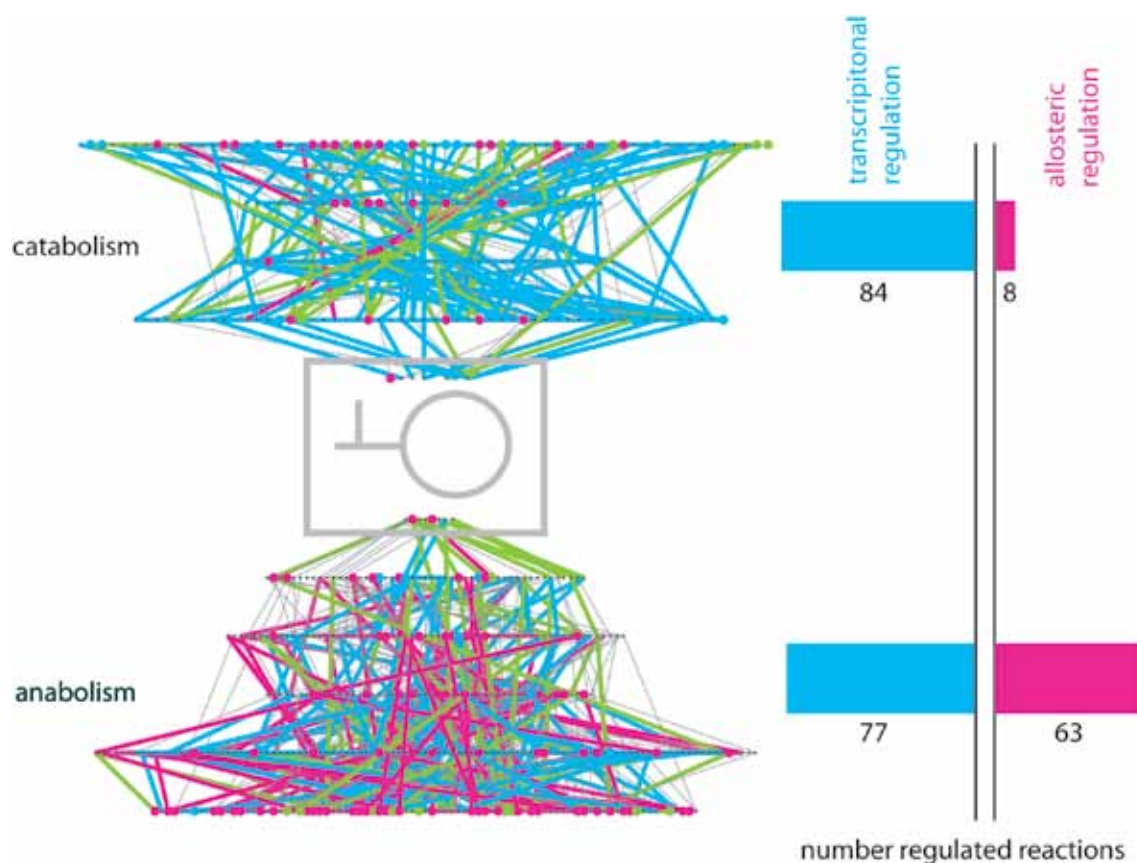 transcripitonal
regulation
allosteric
regulation
catabolism
84
8
anabolism
77
63
number regulated reactions